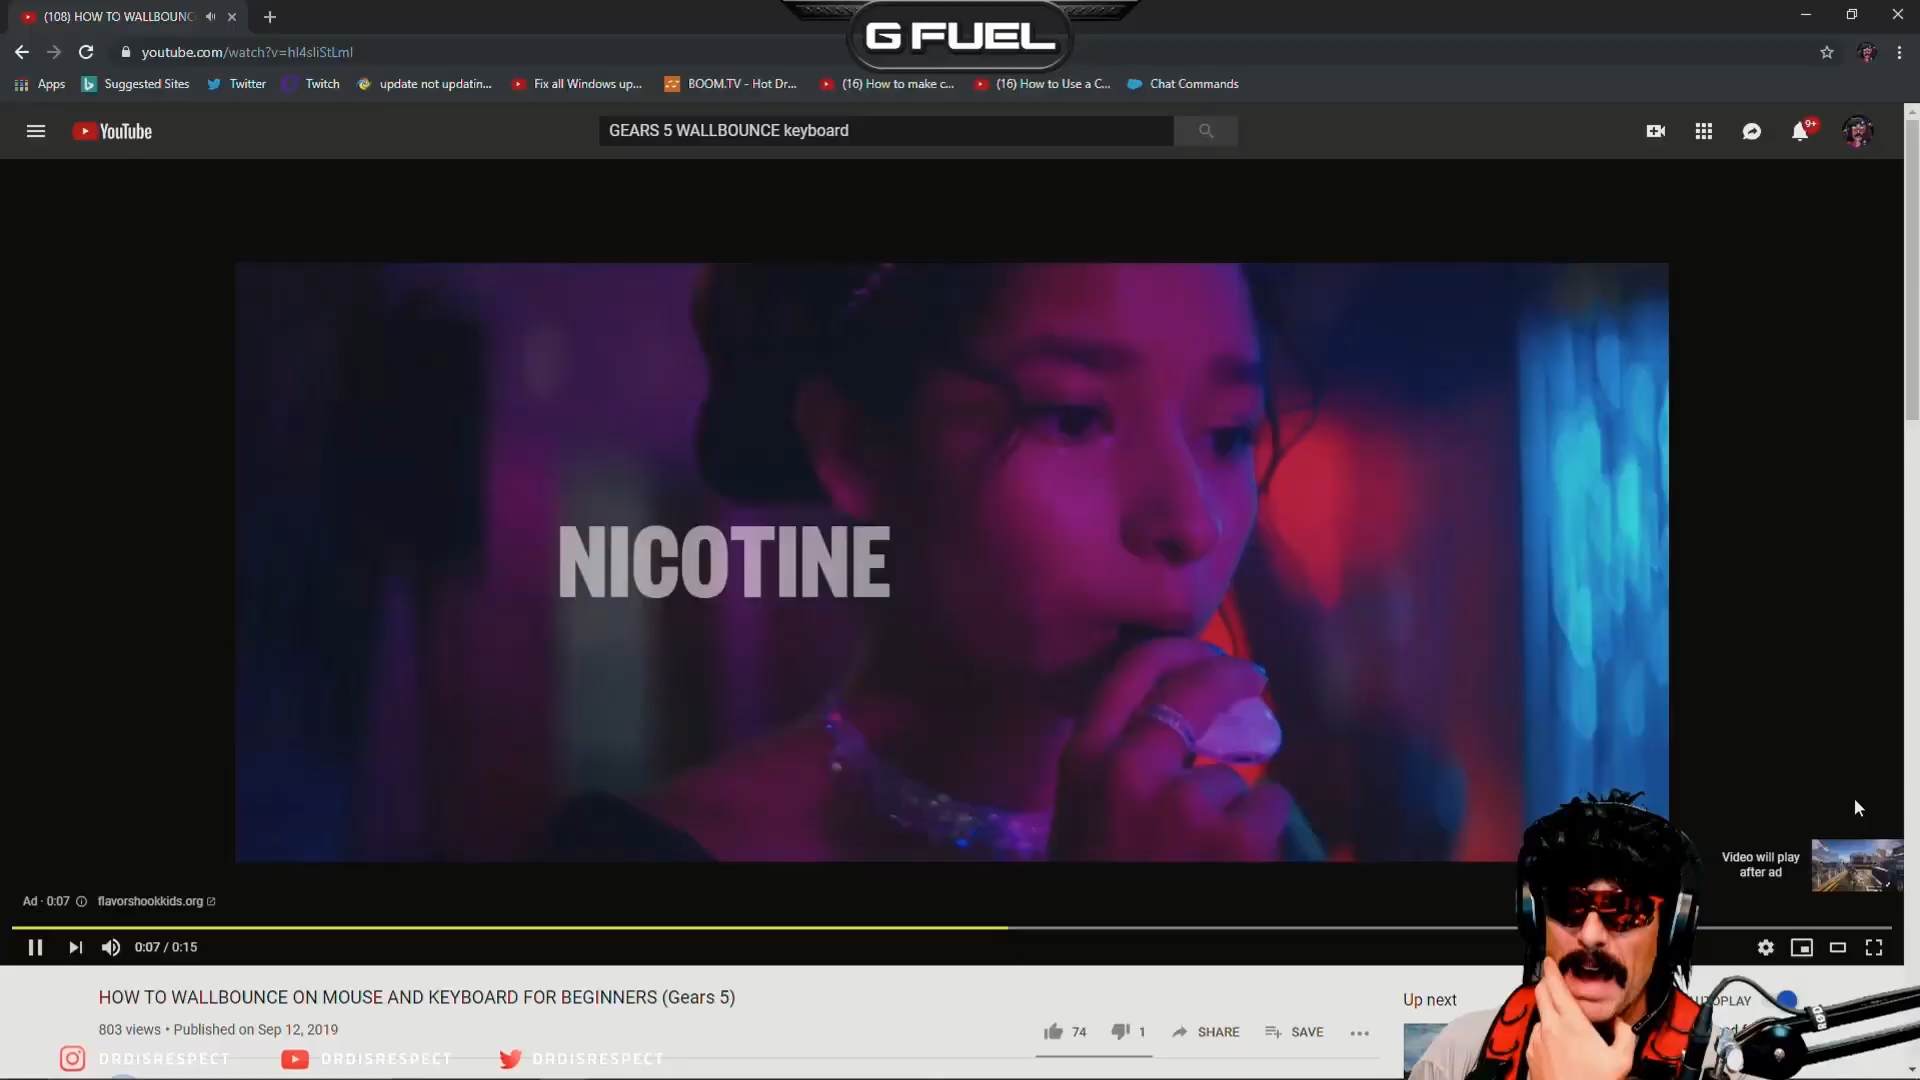 (108) HOW TO WALLBOUNC
G FUEL
youtube.com/watch?v=hl4sliStLmI
Apps
Suggested Sites
Twitter
Twitch
update not updatin...
Fix all Windows up...
BOOM.TV - Hot Dr...
(16) How to make c...
(16) How to Use a C...
Chat Commands
YouTube
GEARS 5 WALLBOUNCE keyboard
9+
NICOTINE
Video will play
after ad
Ad · 0:07
flavorshookkids.org
0:07 / 0:15
HOW TO WALLBOUNCE ON MOUSE AND KEYBOARD FOR BEGINNERS (Gears 5)
803 views • Published on Sep 12, 2019
74
1
SHARE
SAVE
Up next
DRDISRESPECT
DRDISRESPECT
DRDISRESPECT
RØDE